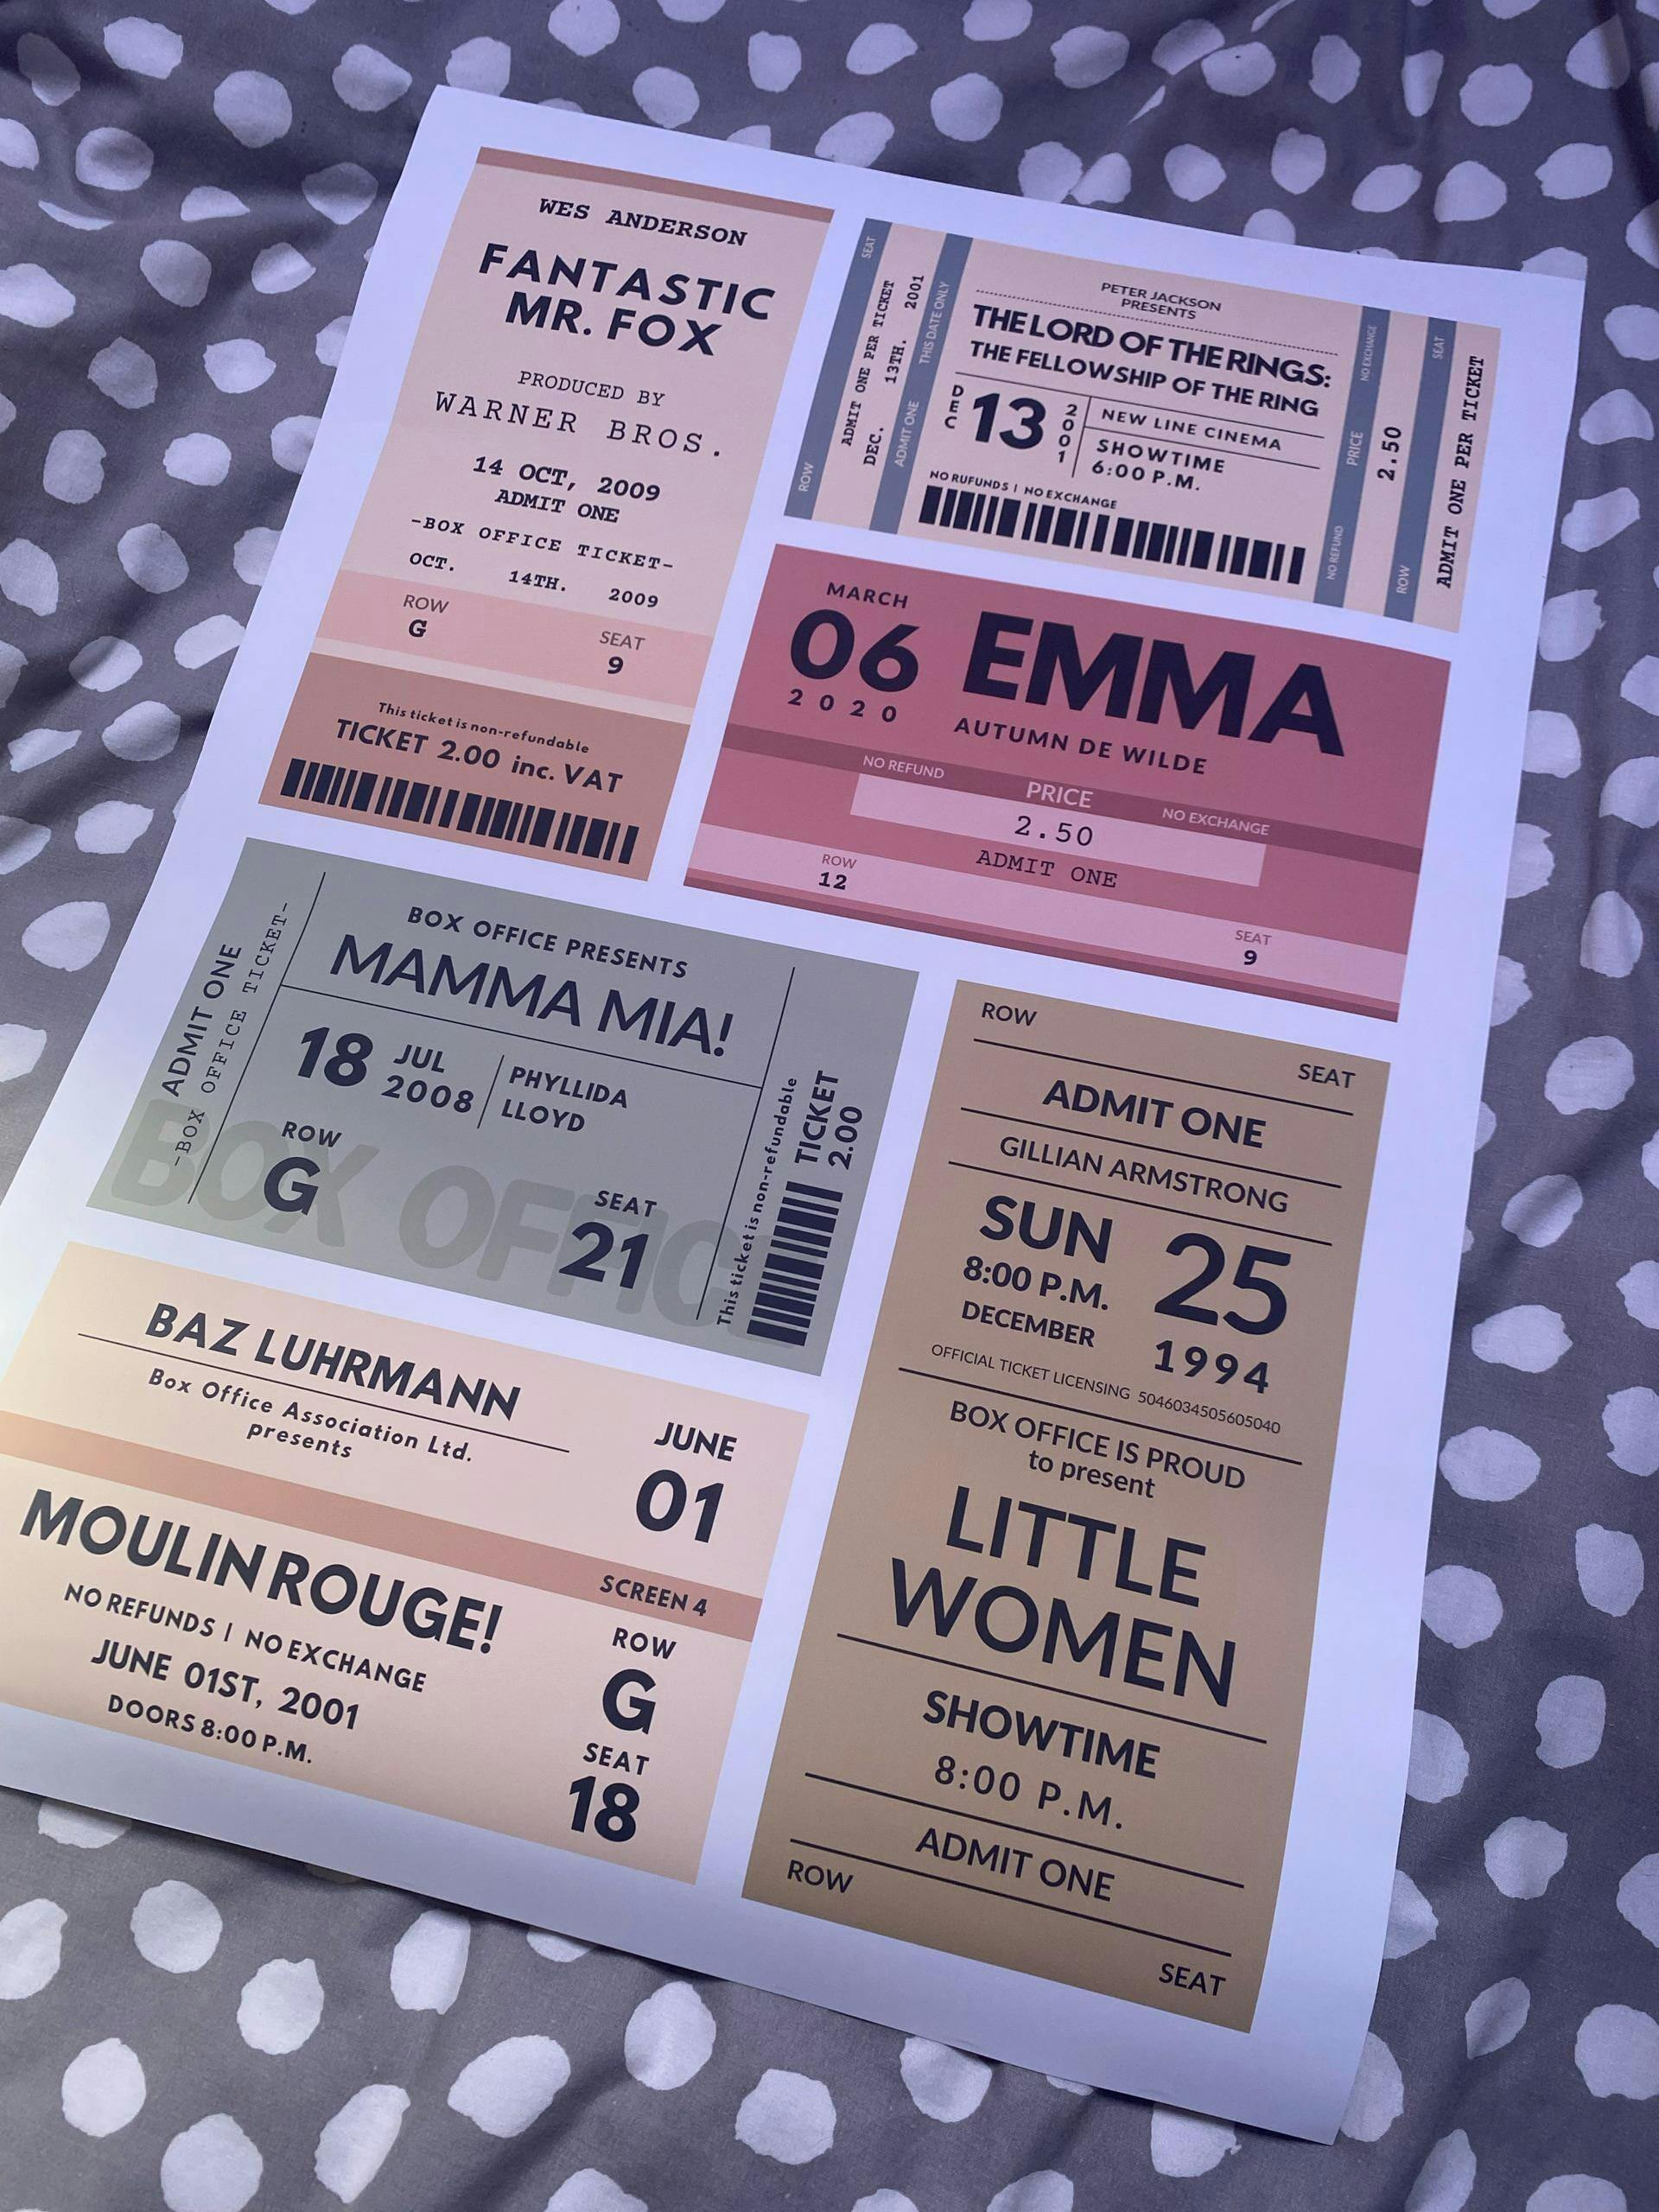 WES ANDERSON
FANTASTIC
MR. FOX
PRODUCED BY
WARNER BROS.
14 OCT, 2009
ADMIT ONE
-BOX OFFICE TICKET-
OCT. 14TH. 2009
ROW SEAT
G 9
This ticket is non-refundable
TICKET 2.00 inc. VAT
ROW SEAT
ADMIT ONE PER TICKET
DEC. 13TH. 2001
ADMIT ONE THIS DATE ONLY
PETER JACKSON
PRESENTS
THE LORD OF THE RINGS:
THE FELLOWSHIP OF THE RING
DEC 13 2001
NEW LINE CINEMA
SHOWTIME
6:00 P.M.
NO RUFUNDS | NO EXCHANGE
NO REFUND PRICE NO EXCHANGE
2.50
ROW SEAT
ADMIT ONE PER TICKET
MARCH
06
2020
EMMA
AUTUMN DE WILDE
NO REFUND PRICE NO EXCHANGE
2.50
ADMIT ONE
ROW
12
SEAT
9
ADMIT ONE
-BOX OFFICE TICKET-
BOX OFFICE PRESENTS
MAMMA MIA!
18 JUL
2008
PHYLLIDA
LLOYD
ROW
G
SEAT
21
BOX OFFIC
This ticket is non-refundable
TICKET
2.00
ROW
SEAT
ADMIT ONE
GILLIAN ARMSTRONG
SUN 25
8:00 P.M.
DECEMBER 1994
OFFICIAL TICKET LICENSING 5046034505605040
BOX OFFICE IS PROUD
to present
LITTLE
WOMEN
SHOWTIME
8:00 P.M.
ADMIT ONE
ROW
SEAT
BAZ LUHRMANN
Box Office Association Ltd.
presents
JUNE
01
SCREEN 4
MOULIN ROUGE!
NO REFUNDS | NO EXCHANGE
JUNE 01ST, 2001
DOORS 8:00 P.M.
ROW
G
SEAT
18